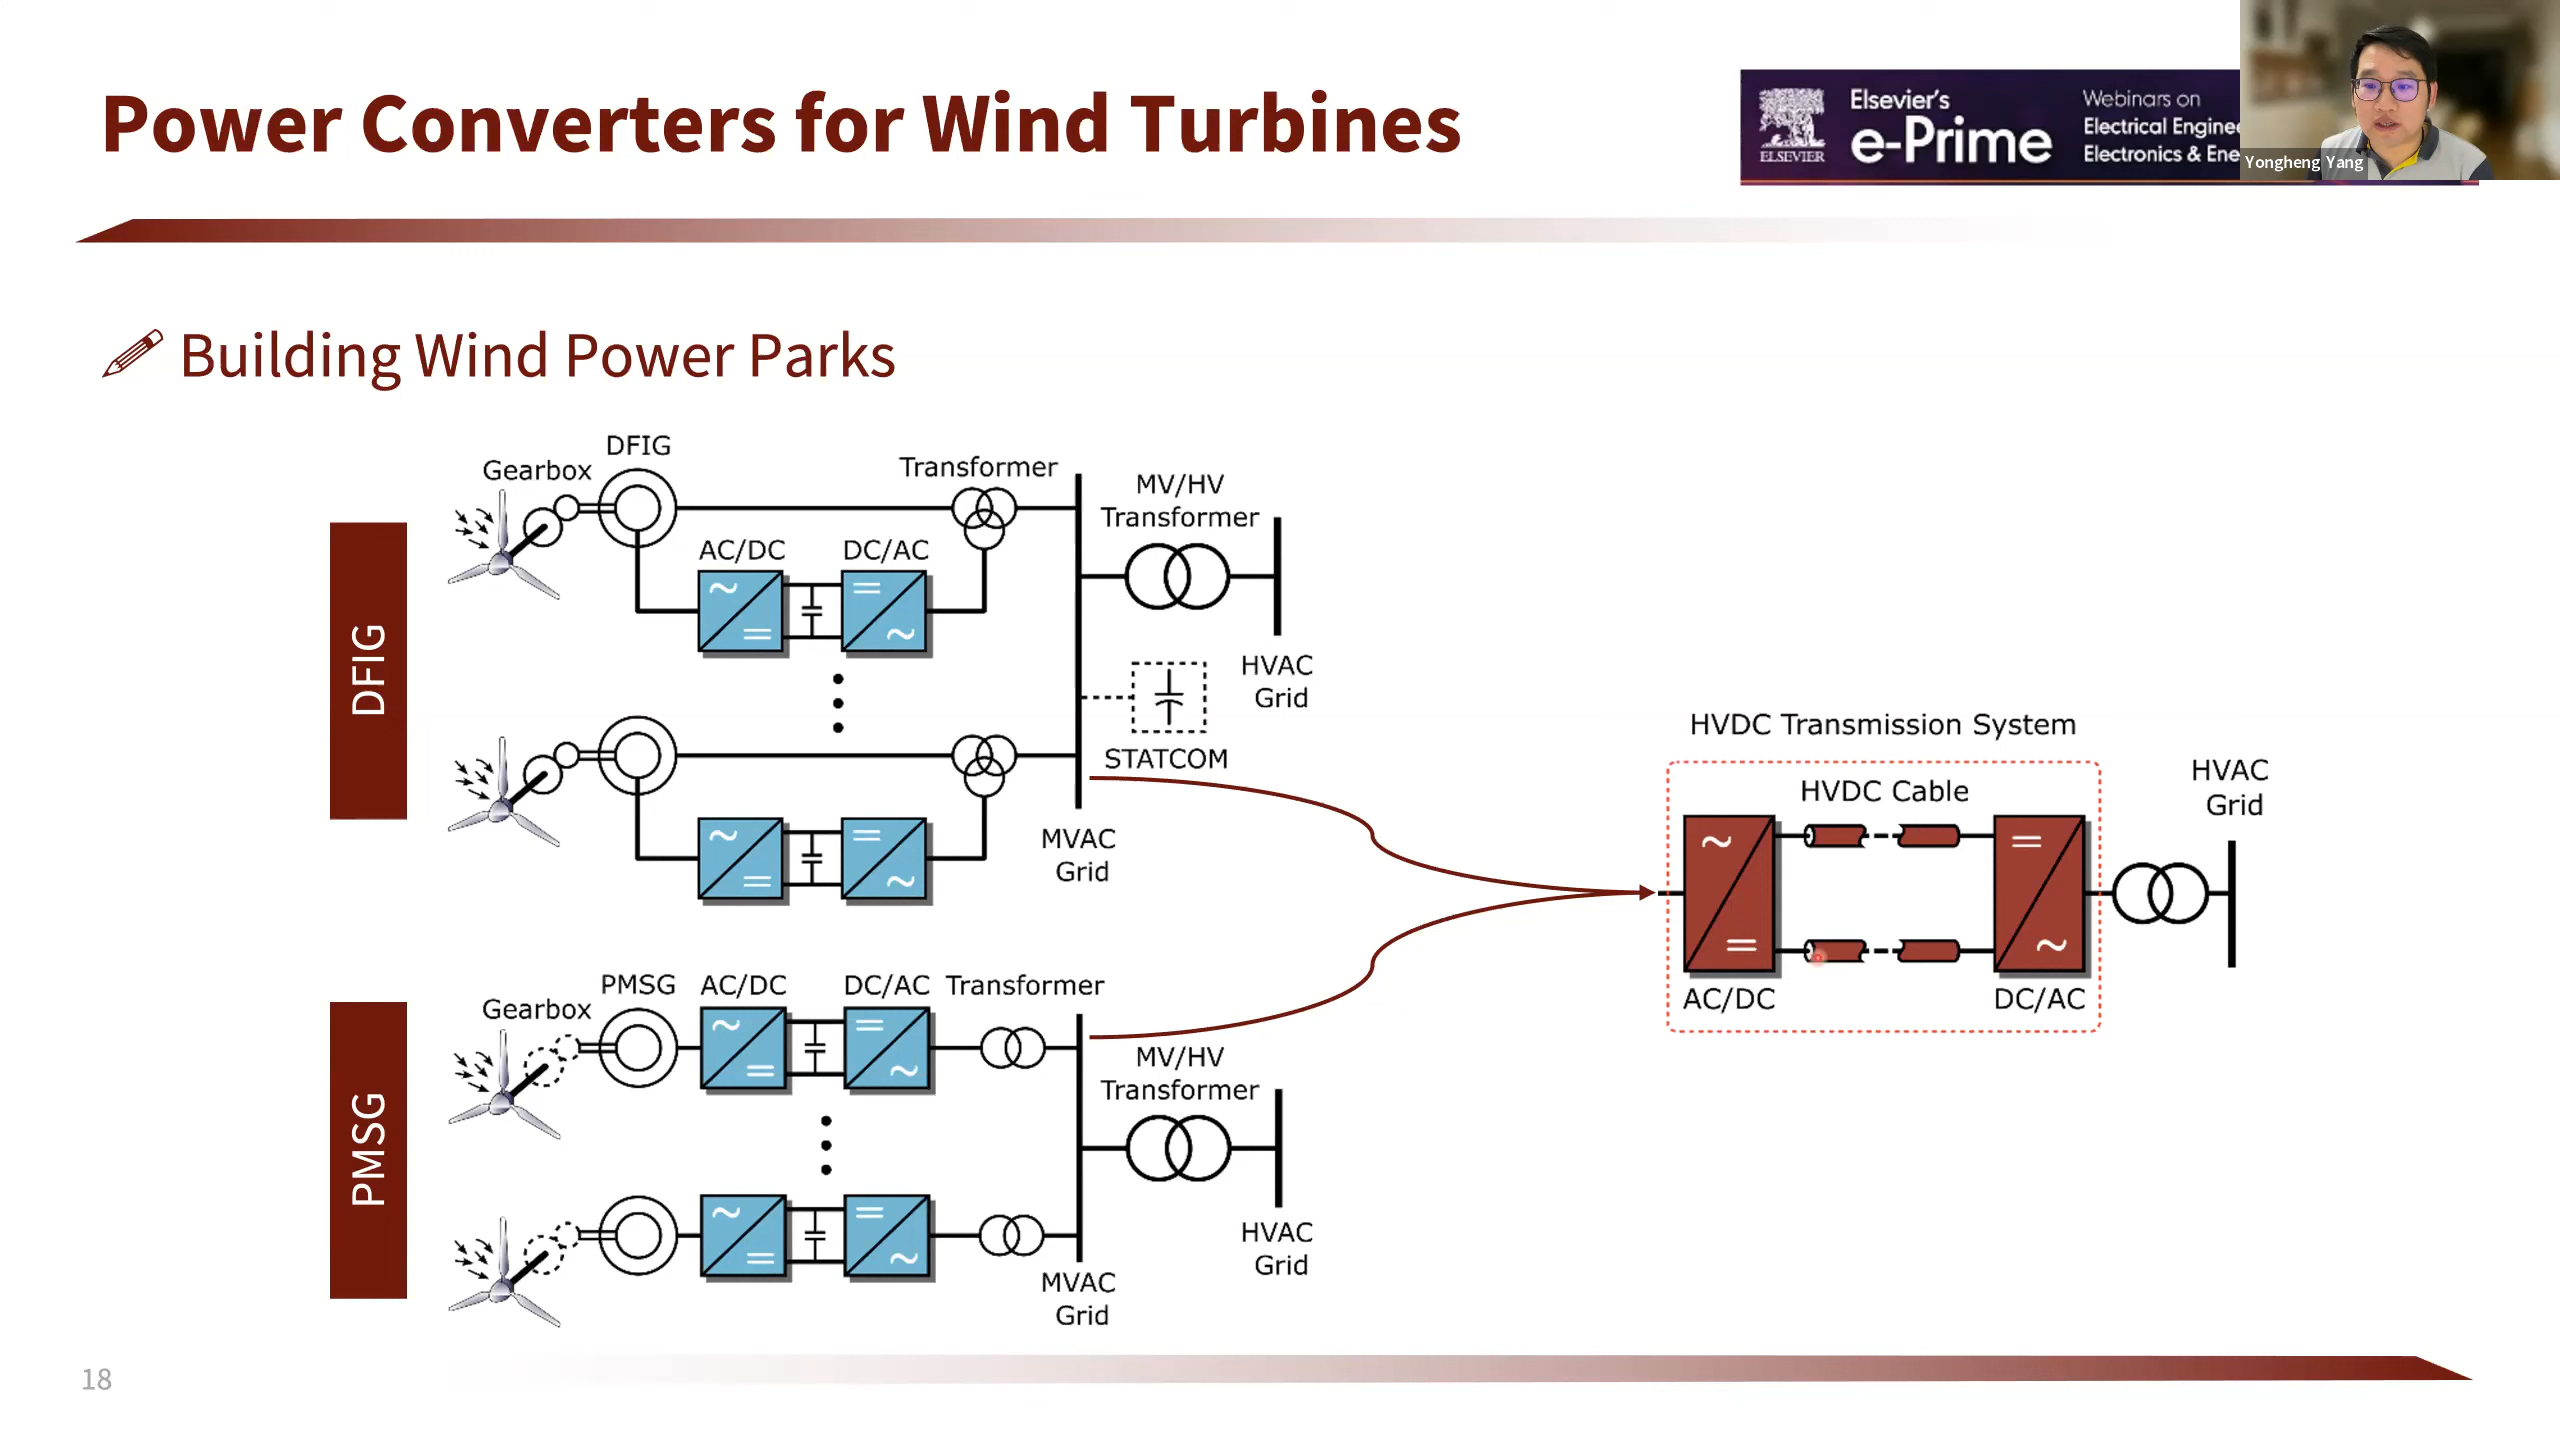 Power Converters for Wind Turbines
ELSEVIER
Elsevier's
e-Prime
Webinars on
Electrical Enginee
Electronics & Ene
Yongheng Yang
Building Wind Power Parks
DFIG
DFIG
Gearbox
Transformer
AC/DC
DC/AC
MV/HV
Transformer
HVAC
Grid
STATCOM
MVAC
Grid
HVDC Transmission System
HVDC Cable
AC/DC
DC/AC
HVAC
Grid
PMSG
PMSG
AC/DC
DC/AC
Transformer
Gearbox
MV/HV
Transformer
HVAC
Grid
MVAC
Grid
18